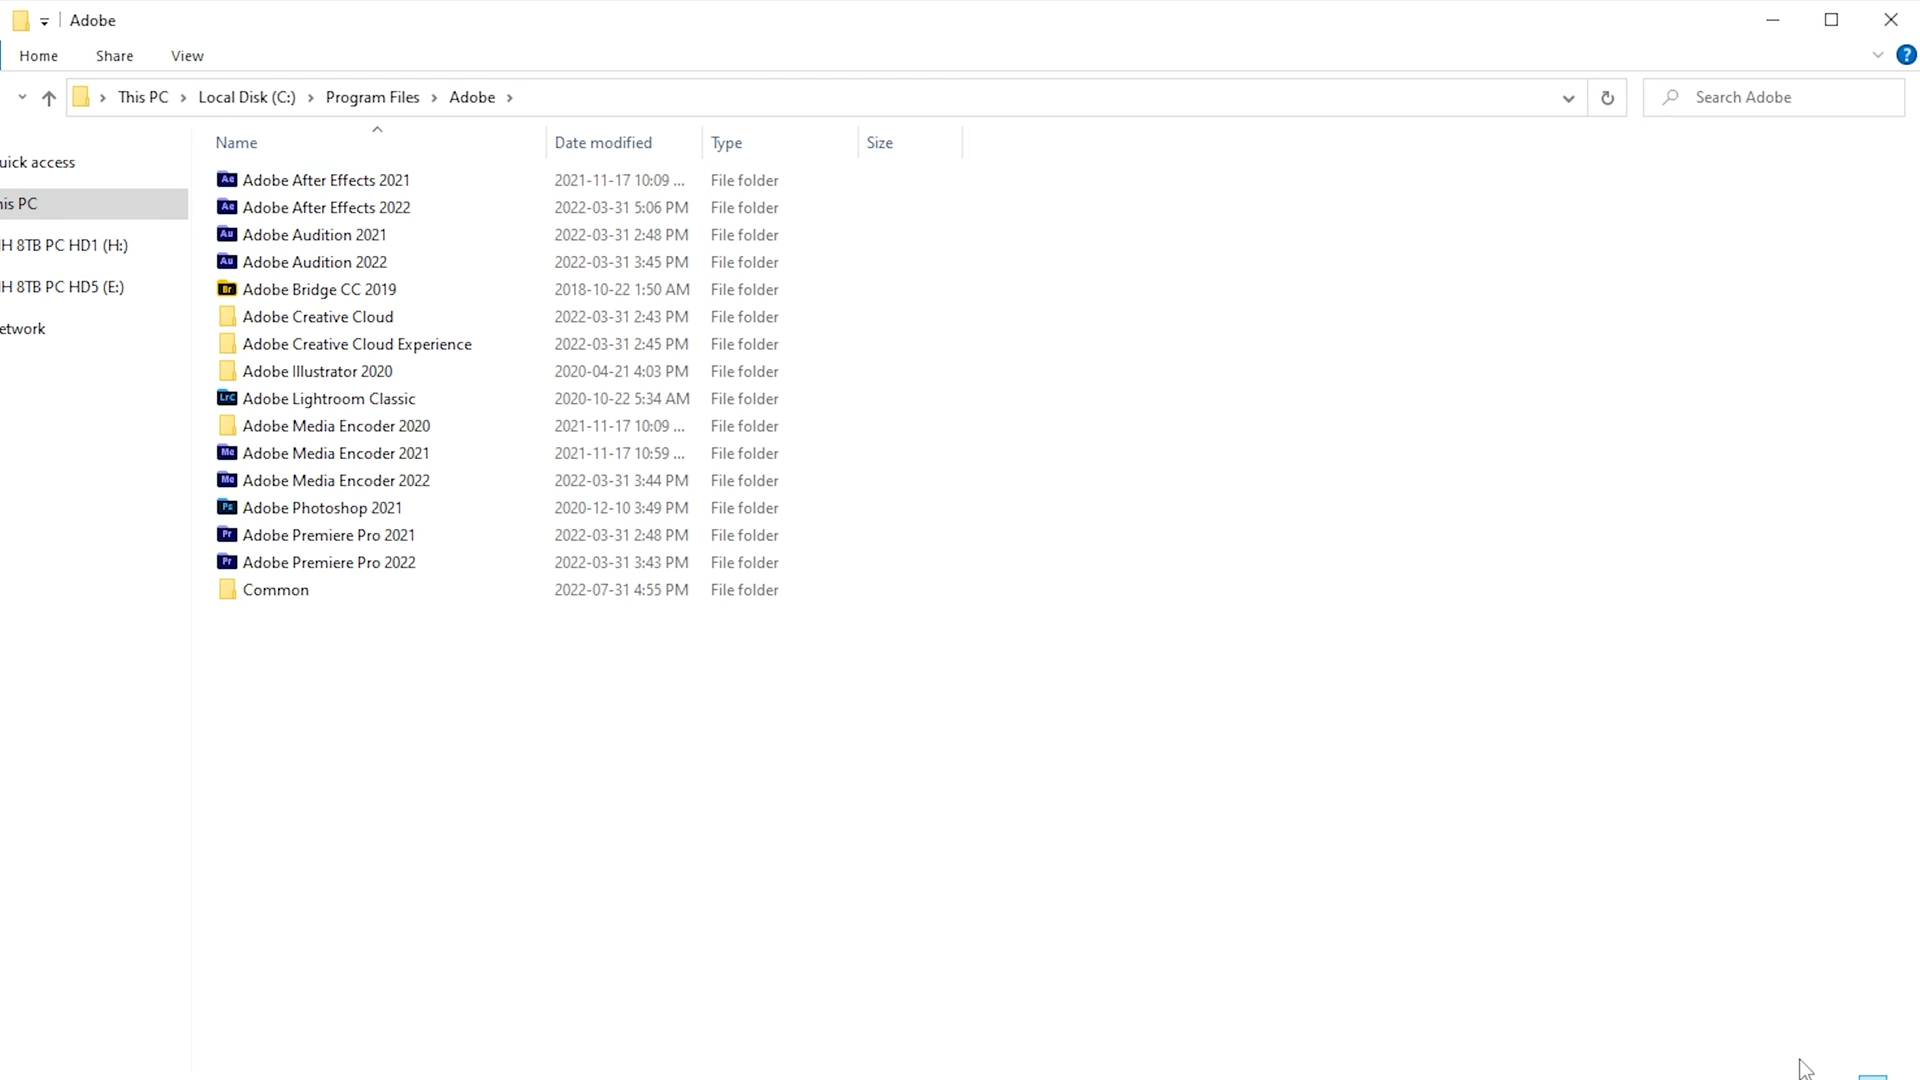 Adobe
Home Share View
This PC > Local Disk (C:) > Program Files > Adobe >
Search Adobe
Name Date modified Type Size
uick access
his PC
H 8TB PC HD1 (H:)
H 8TB PC HD5 (E:)
etwork
Ae Adobe After Effects 2021 2021-11-17 10:09 ... File folder
Ae Adobe After Effects 2022 2022-03-31 5:06 PM File folder
Au Adobe Audition 2021 2022-03-31 2:48 PM File folder
Au Adobe Audition 2022 2022-03-31 3:45 PM File folder
Br Adobe Bridge CC 2019 2018-10-22 1:50 AM File folder
Adobe Creative Cloud 2022-03-31 2:43 PM File folder
Adobe Creative Cloud Experience 2022-03-31 2:45 PM File folder
Adobe Illustrator 2020 2020-04-21 4:03 PM File folder
LrC Adobe Lightroom Classic 2020-10-22 5:34 AM File folder
Adobe Media Encoder 2020 2021-11-17 10:09 ... File folder
Me Adobe Media Encoder 2021 2021-11-17 10:59 ... File folder
Me Adobe Media Encoder 2022 2022-03-31 3:44 PM File folder
Ps Adobe Photoshop 2021 2020-12-10 3:49 PM File folder
Pr Adobe Premiere Pro 2021 2022-03-31 2:48 PM File folder
Pr Adobe Premiere Pro 2022 2022-03-31 3:43 PM File folder
Common 2022-07-31 4:55 PM File folder